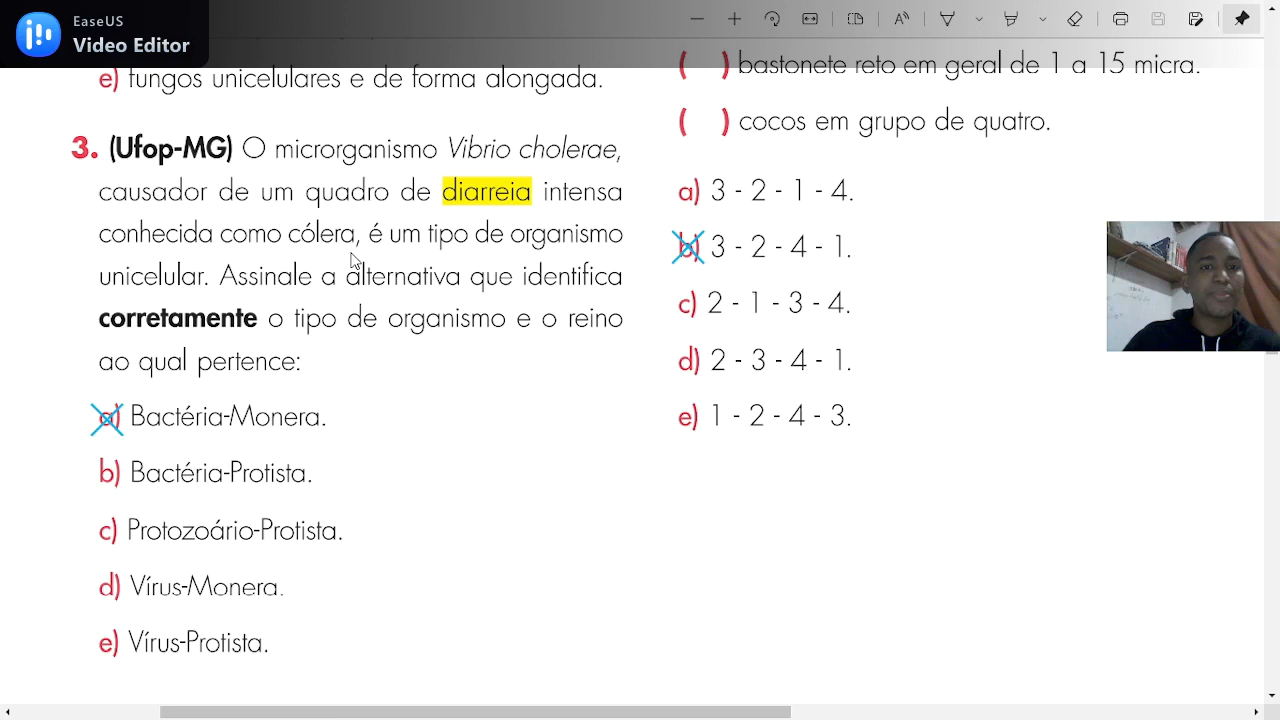 EaseUS
Video Editor
e) fungos unicelulares e de forma alongada.
3. (Ufop-MG) O microrganismo Vibrio cholerae,
causador de um quadro de diarreia intensa
conhecida como cólera, é um tipo de organismo
unicelular. Assinale a alternativa que identifica
corretamente o tipo de organismo e o reino
ao qual pertence:
a) Bactéria-Monera.
b) Bactéria-Protista.
c) Protozoário-Protista.
d) Vírus-Monera.
e) Vírus-Protista.
( ) bastonete reto em geral de 1 a 15 micra.
( ) cocos em grupo de quatro.
a) 3 - 2 - 1 - 4.
b) 3 - 2 - 4 - 1.
c) 2 - 1 - 3 - 4.
d) 2 - 3 - 4 - 1.
e) 1 - 2 - 4 - 3.